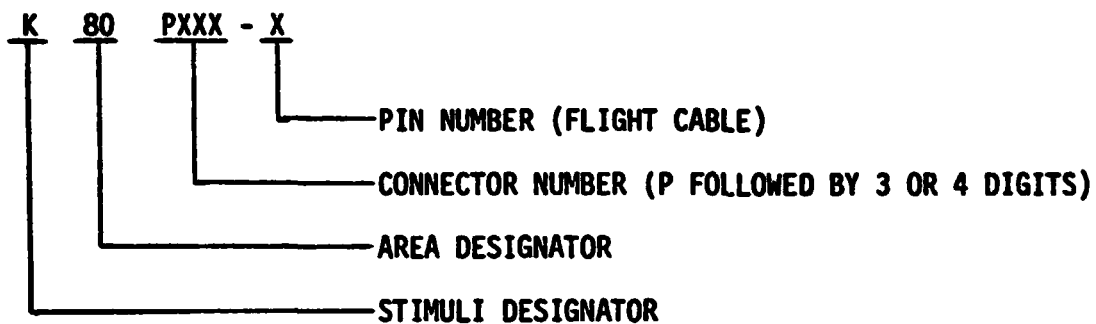 K 80 PXXX - X
PIN NUMBER (FLIGHT CABLE)
CONNECTOR NUMBER (P FOLLOWED BY 3 OR 4 DIGITS)
AREA DESIGNATOR
STIMULI DESIGNATOR